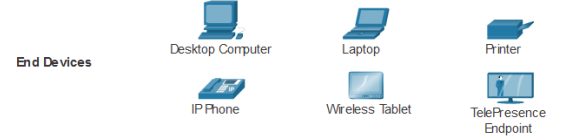 Desktop Computer
Laptop
Printer
End Devices
IP Phone
Wireless Tablet
TelePresence
Endpoint